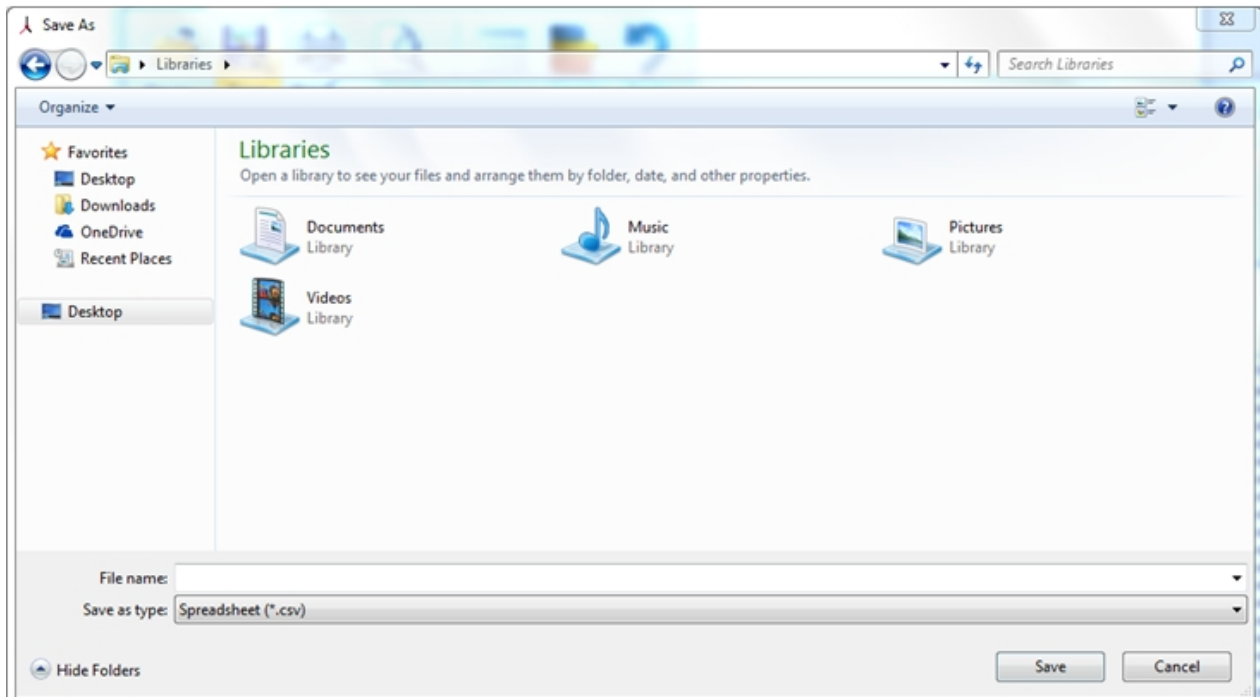 Save As
Libraries
Search Libraries
Organize
Favorites
Desktop
Downloads
OneDrive
Recent Places
Desktop
Libraries
Open a library to see your files and arrange them by folder, date, and other properties.
Documents
Library
Music
Library
Pictures
Library
Videos
Library
File name:
Save as type: Spreadsheet (*.csv)
Hide Folders
Save
Cancel